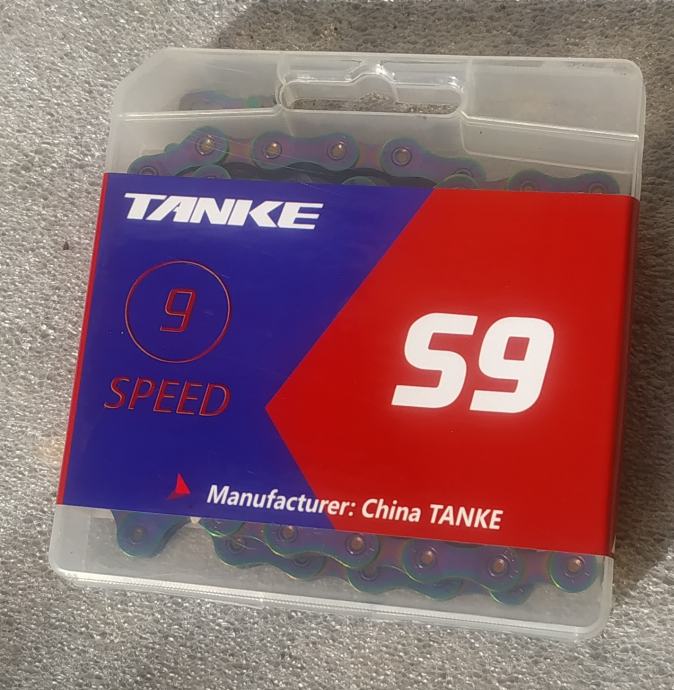 TANKE
9
SPEED
S9
Manufacturer: China TANKE